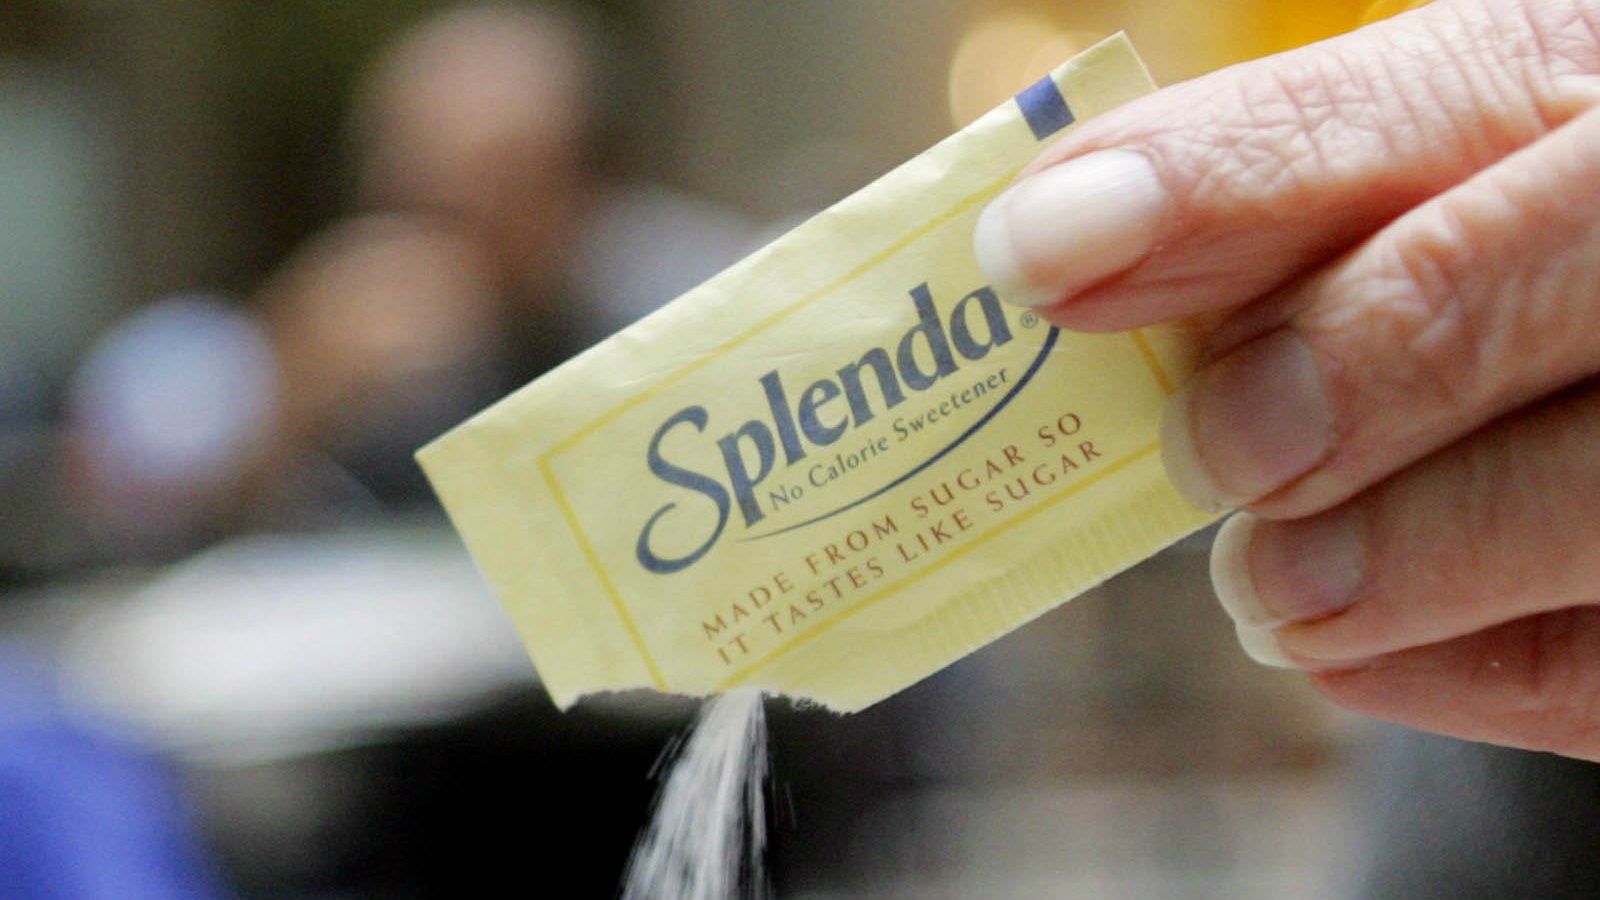 Splenda®
No Calorie Sweetener
MADE FROM SUGAR SO
IT TASTES LIKE SUGAR